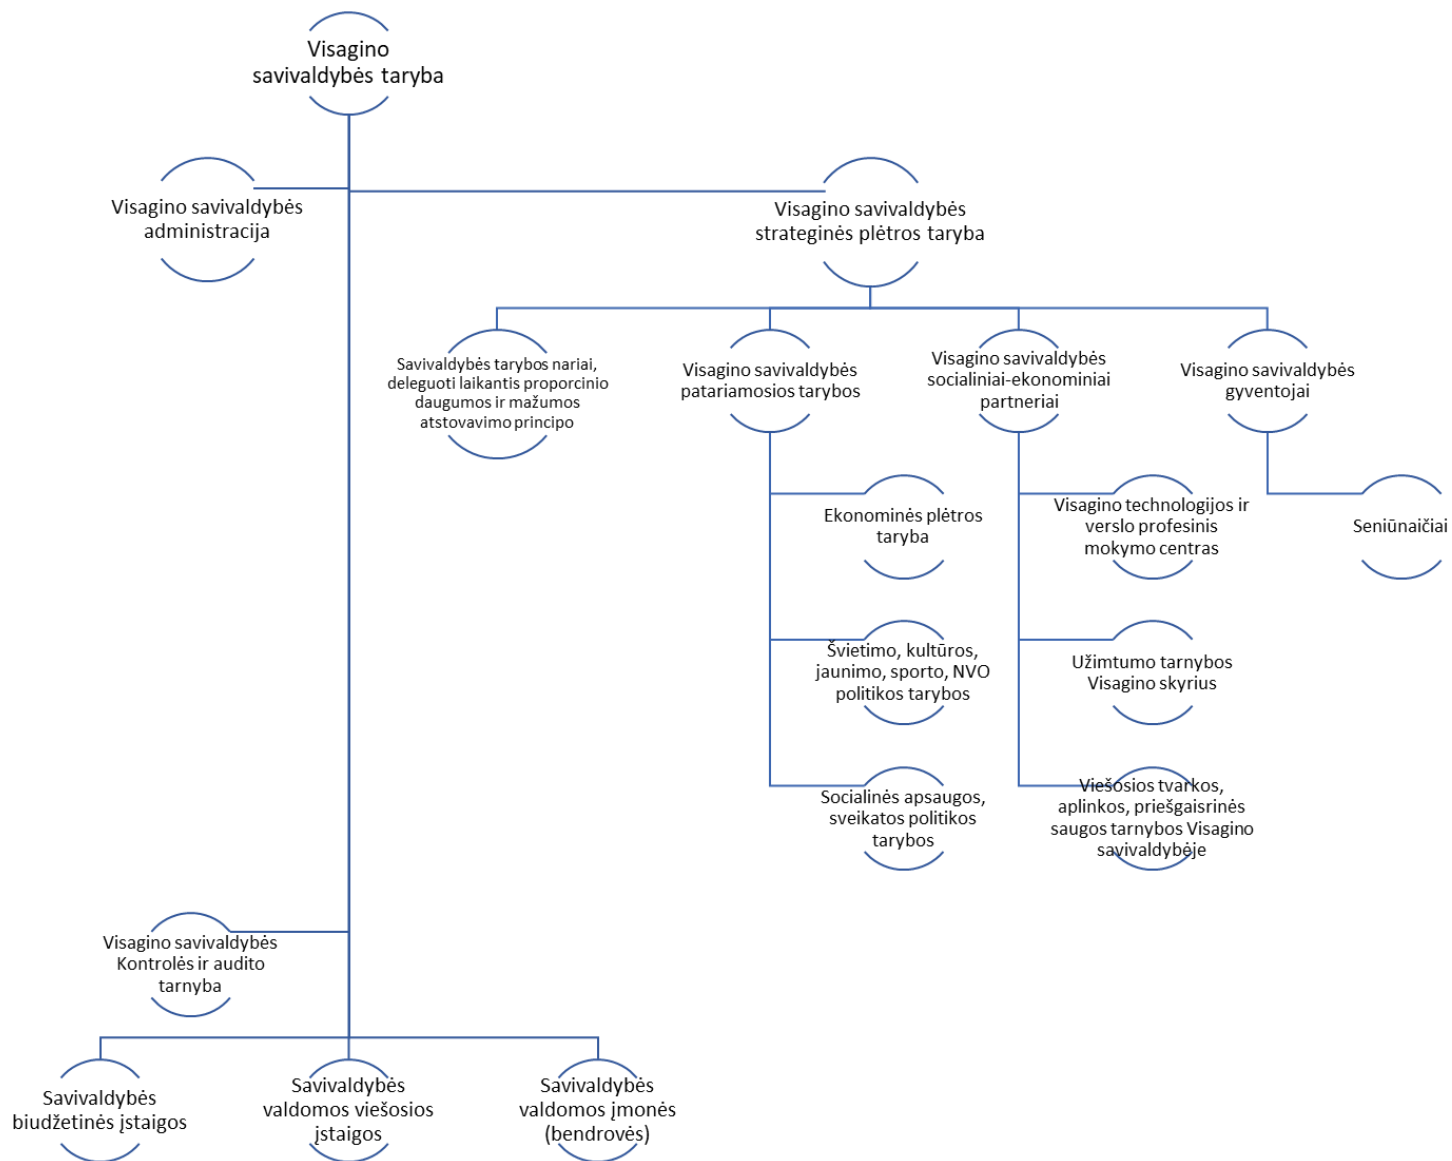 Visagino
savivaldybės taryba
Visagino savivaldybės
administracija
Visagino savivaldybės
strateginės plėtros taryba
Savivaldybės tarybos nariai,
deleguoti laikantis proporcinio
daugumos ir mažumos
atstovavimo principo
Visagino savivaldybės
patariamosios tarybos
Visagino savivaldybės
socialiniai-ekonominiai
partneriai
Visagino savivaldybės
gyventojai
Ekonominės plėtros
taryba
Visagino technologijos ir
verslo profesinis
mokymo centras
Seniūnaičiai
Švietimo, kultūros,
jaunimo, sporto, NVO
politikos tarybos
Užimtumo tarnybos
Visagino skyrius
Socialinės apsaugos,
sveikatos politikos
tarybos
Viešosios tvarkos,
aplinkos, priešgaisrinės
saugos tarnybos Visagino
savivaldybėje
Visagino savivaldybės
Kontrolės ir audito
tarnyba
Savivaldybės
biudžetinės įstaigos
Savivaldybės
valdomos viešosios
įstaigos
Savivaldybės
valdomos įmonės
(bendrovės)